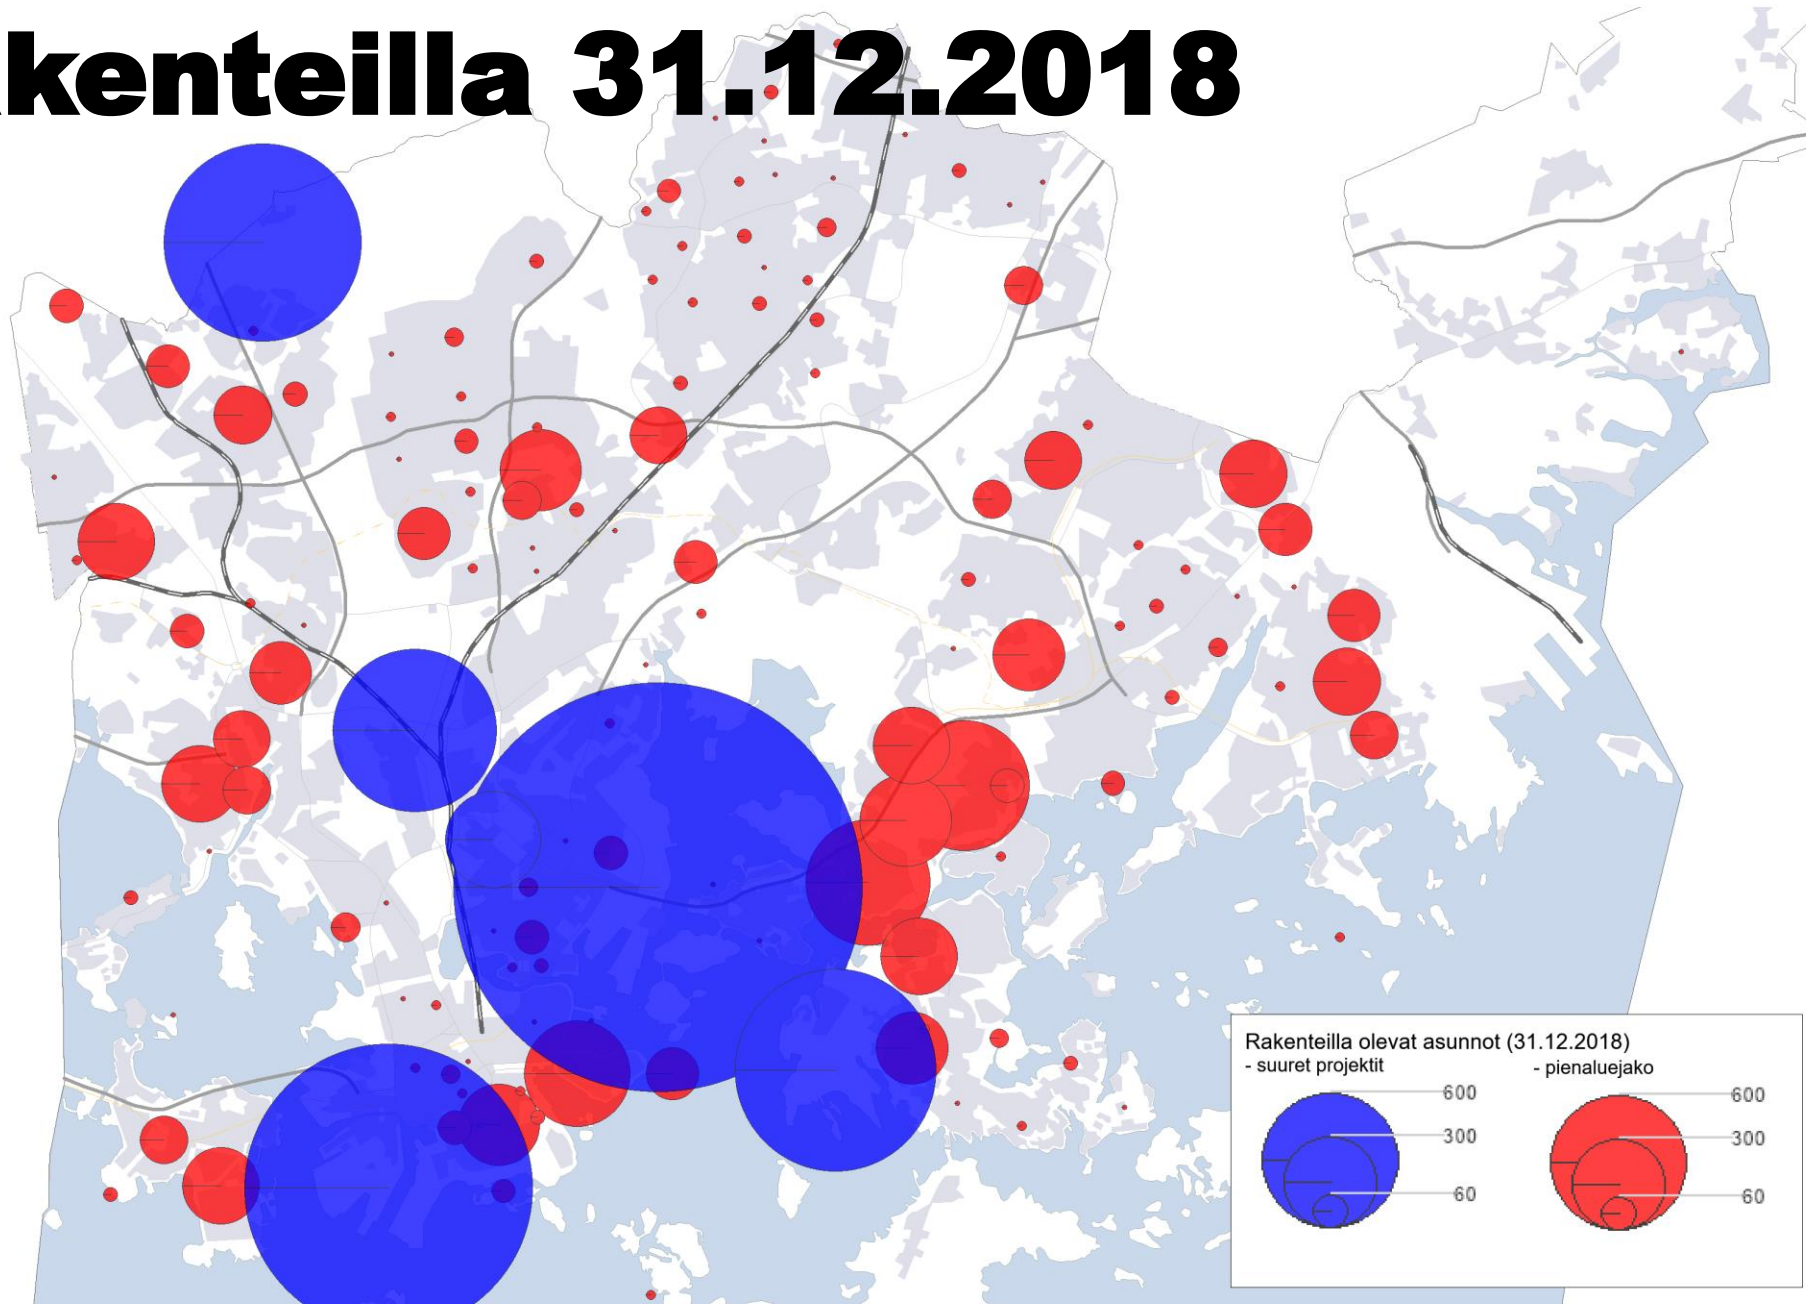 kenteilla 31.12.2018
Rakenteilla olevat asunnot (31.12.2018)
- suuret projektit
- pienaluejako
600
300
60
600
300
60